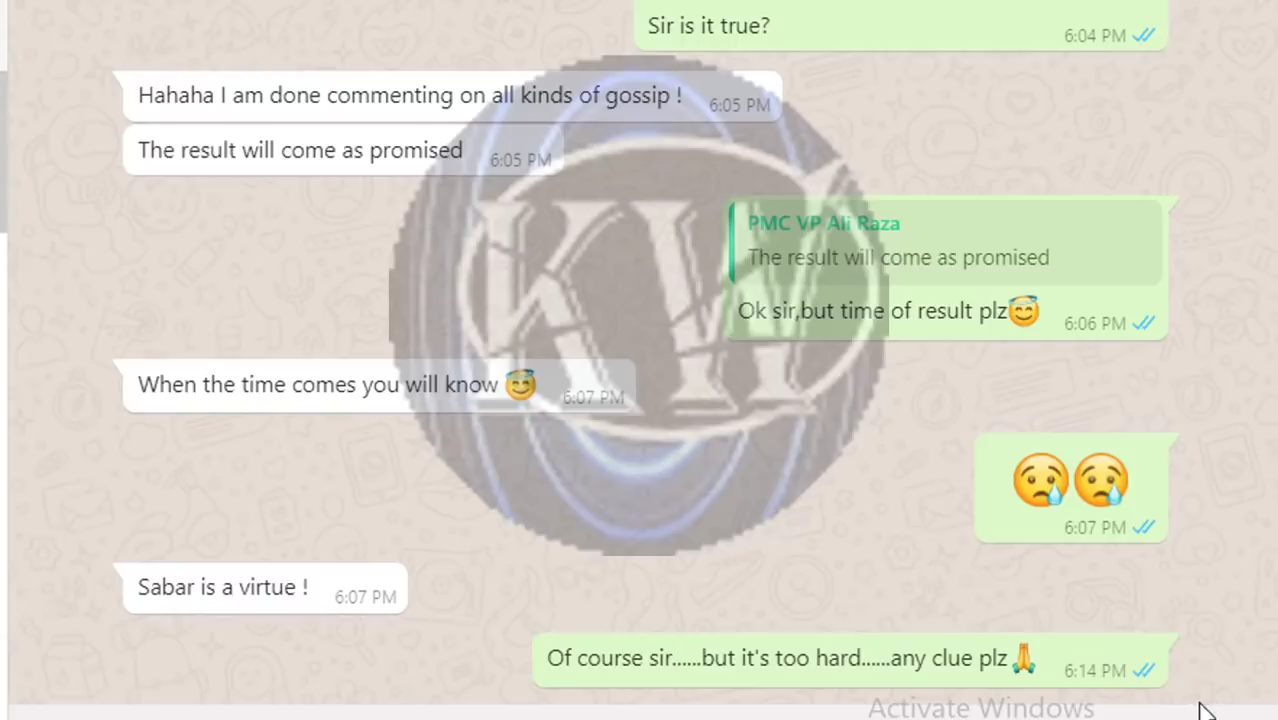 Sir is it true?
6:04 PM
Hahaha I am done commenting on all kinds of gossip !
6:05 PM
The result will come as promised
6:05 PM
PMC VP Ali Raza
The result will come as promised
Ok sir,but time of result plz😇
6:06 PM
When the time comes you will know 😇
6:07 PM
😢😢
6:07 PM
Sabar is a virtue !
6:07 PM
Of course sir......but it's too hard......any clue plz🙏
6:14 PM
KW
Activate Windows